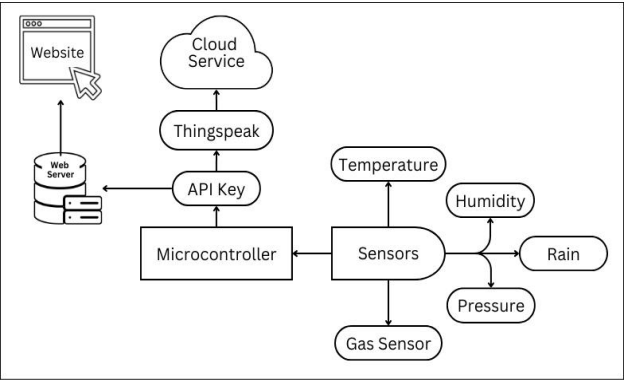 Website
Cloud
Service
Thingspeak
Web
Server
API Key
Temperature
Humidity
Microcontroller
Sensors
Rain
Pressure
Gas Sensor